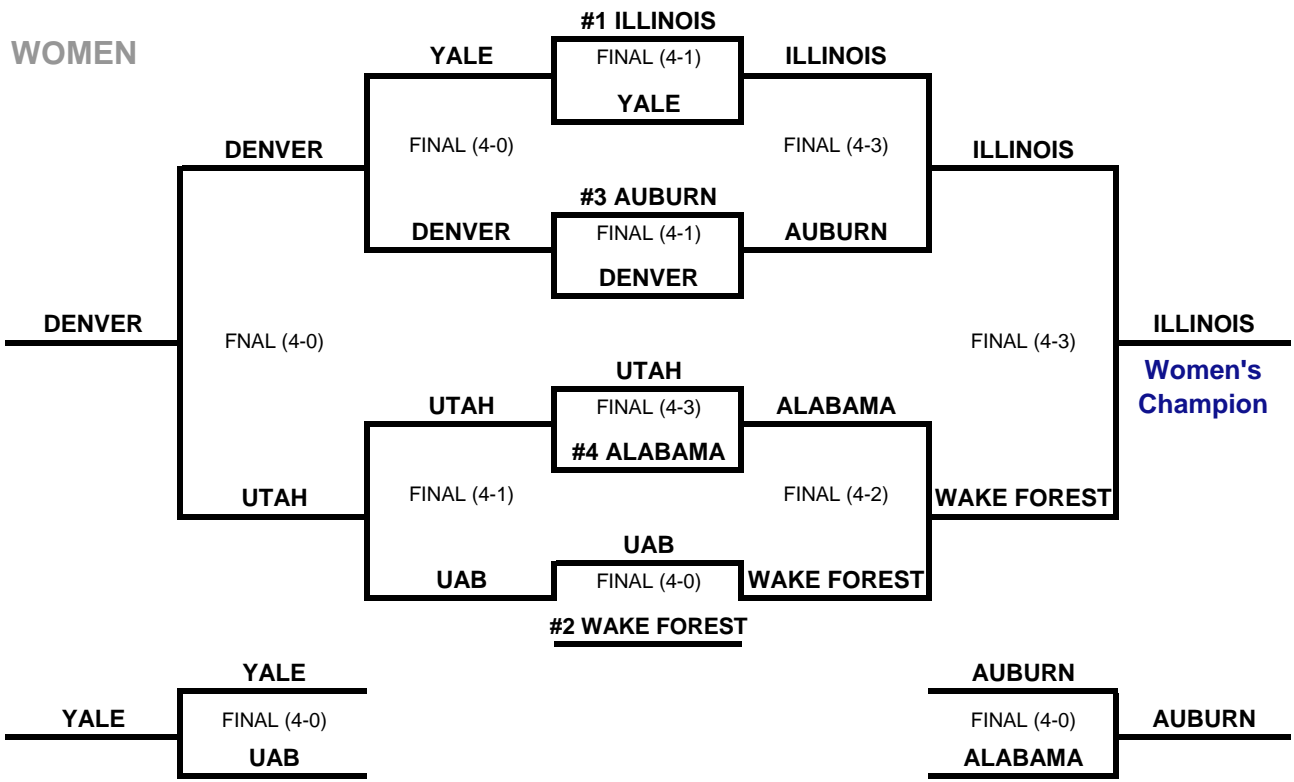 #1 ILLINOIS
WOMEN YALE FINAL (4-1) ILLINOIS
YALE
DENVER FINAL (4-0) FINAL (4-3) ILLINOIS
#3 AUBURN
DENVER FINAL (4-1) AUBURN
DENVER
DENVER ILLINOIS
FNAL (4-0) FINAL (4-3)
UTAH Women's
UTAH FINAL (4-3) ALABAMA Champion
#4 ALABAMA
UTAH FINAL (4-1) FINAL (4-2) WAKE FOREST
UAB
UAB FINAL (4-0) WAKE FOREST
#2 WAKE FOREST
YALE AUBURN
YALE FINAL (4-0) FINAL (4-0) AUBURN
UAB ALABAMA